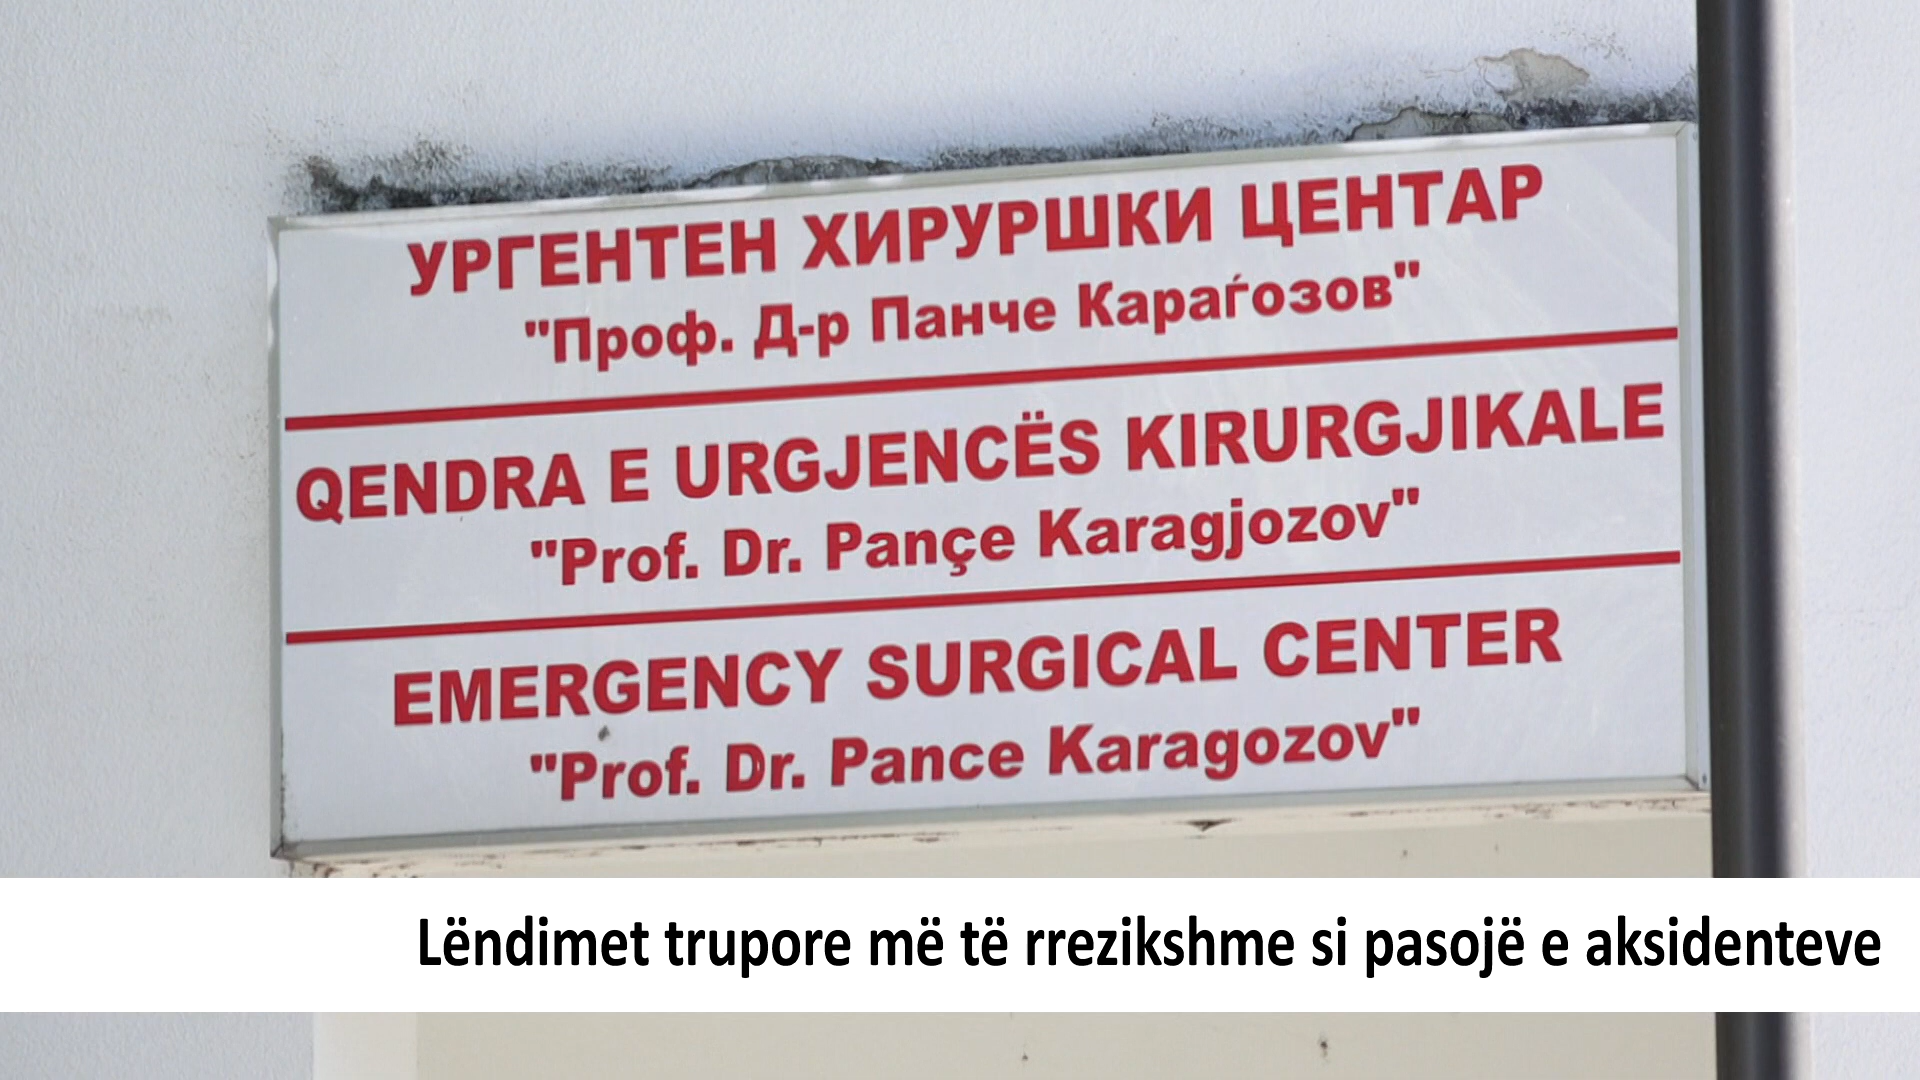 УРГЕНТЕН ХИРУРШКИ ЦЕНТАР
"Проф. Д-р Панче Караѓозов"
QENDRA E URGJENCËS KIRURGJIKALE
"Prof. Dr. Pançe Karagjozov"
EMERGENCY SURGICAL CENTER
"Prof. Dr. Pance Karagozov"
Lëndimet trupore më të rrezikshme si pasojë e aksidenteve